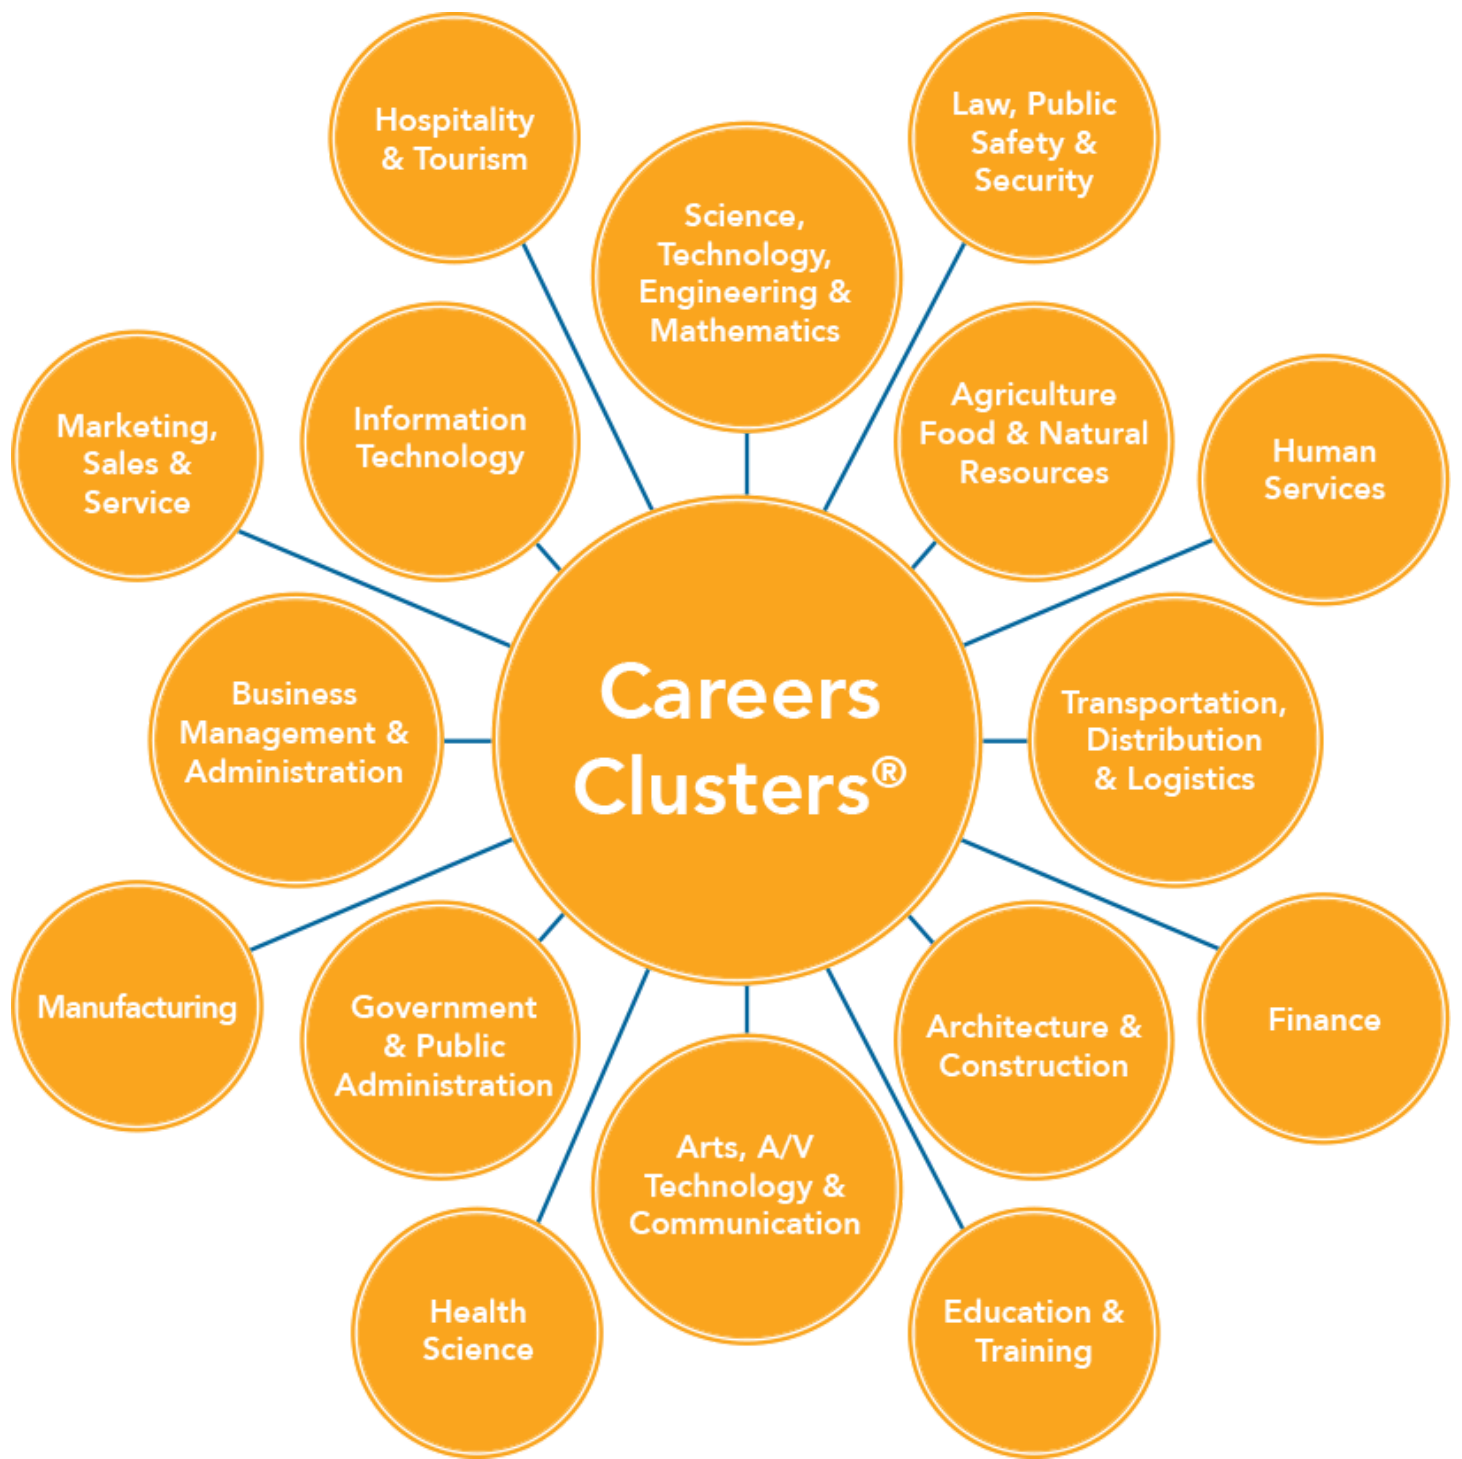 Hospitality
& Tourism
Law, Public
Safety &
Security
Science,
Technology,
Engineering &
Mathematics
Marketing,
Sales &
Service
Information
Technology
Agriculture
Food & Natural
Resources
Human
Services
Business
Management &
Administration
Careers
Clusters®
Transportation,
Distribution
& Logistics
Manufacturing
Government
& Public
Administration
Architecture &
Construction
Finance
Arts, A/V
Technology &
Communication
Health
Science
Education &
Training